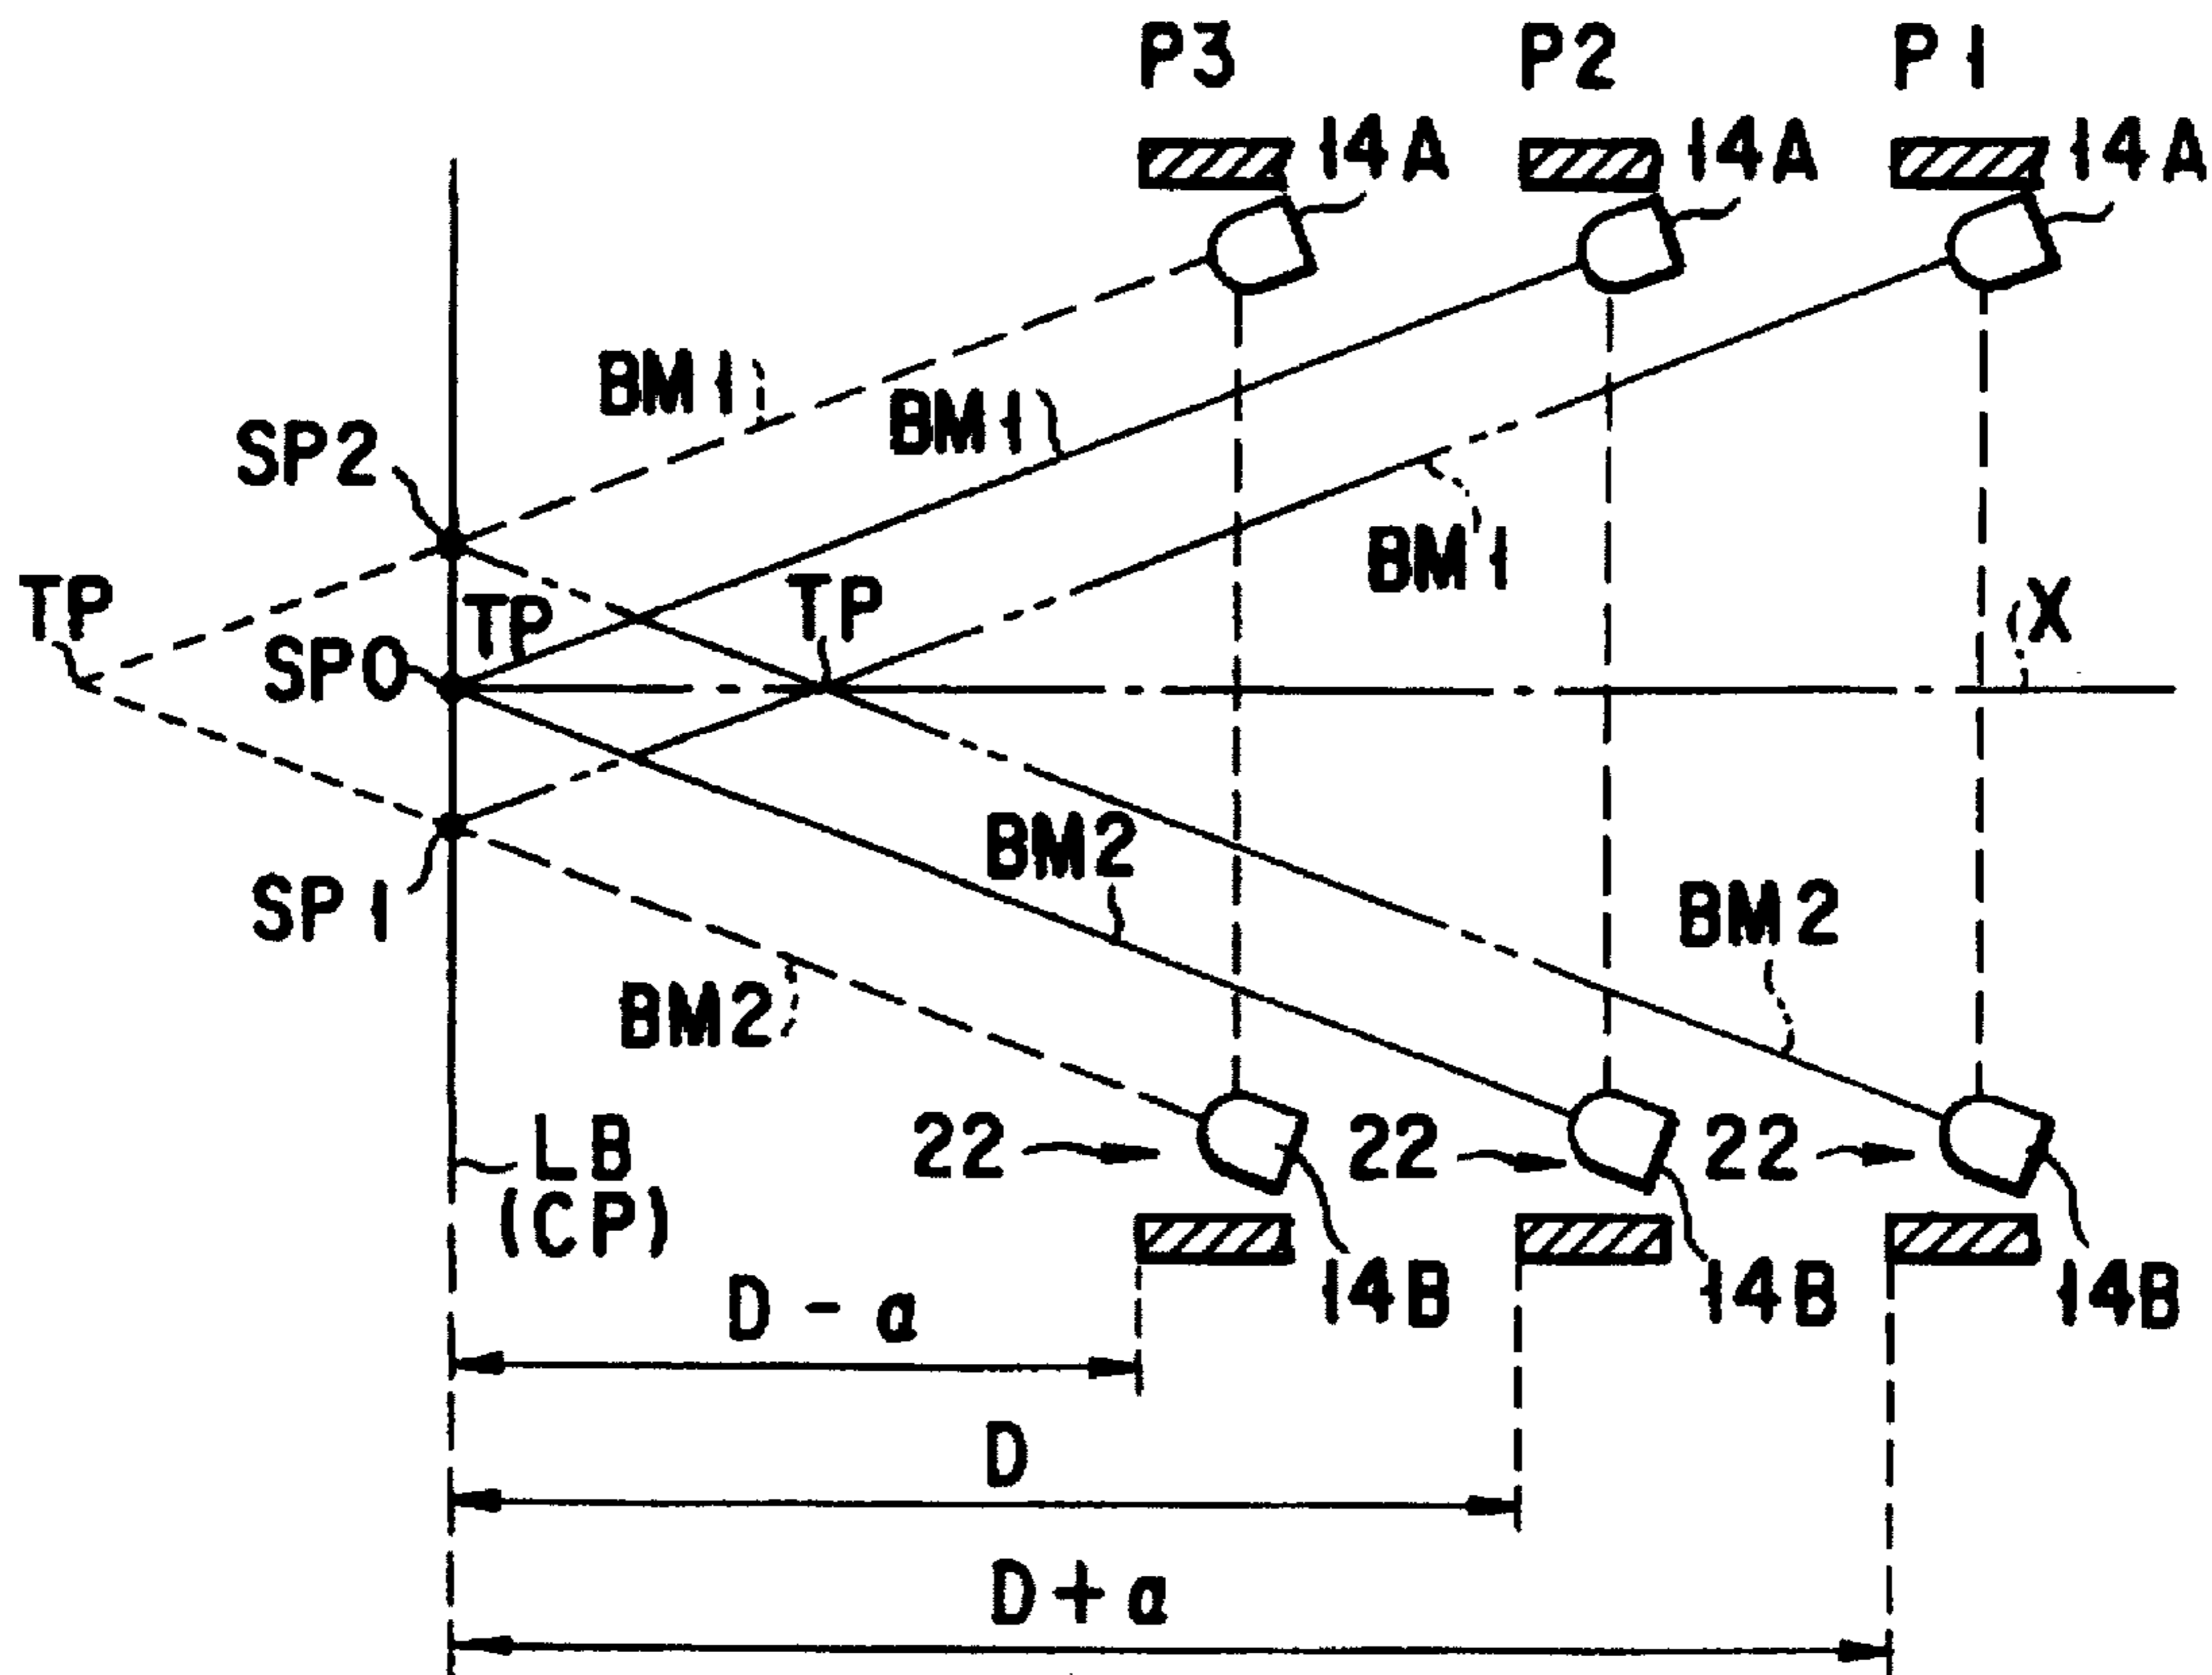 P3 P2 P1
14A 14A 14A
BM1 BM1
SP2
BM1
TP TP TP X
SP0
BM2
SP1 BM2
BM2
22 22 22
LB
(CP)
14B 14B 14B
D-α
D
D+α